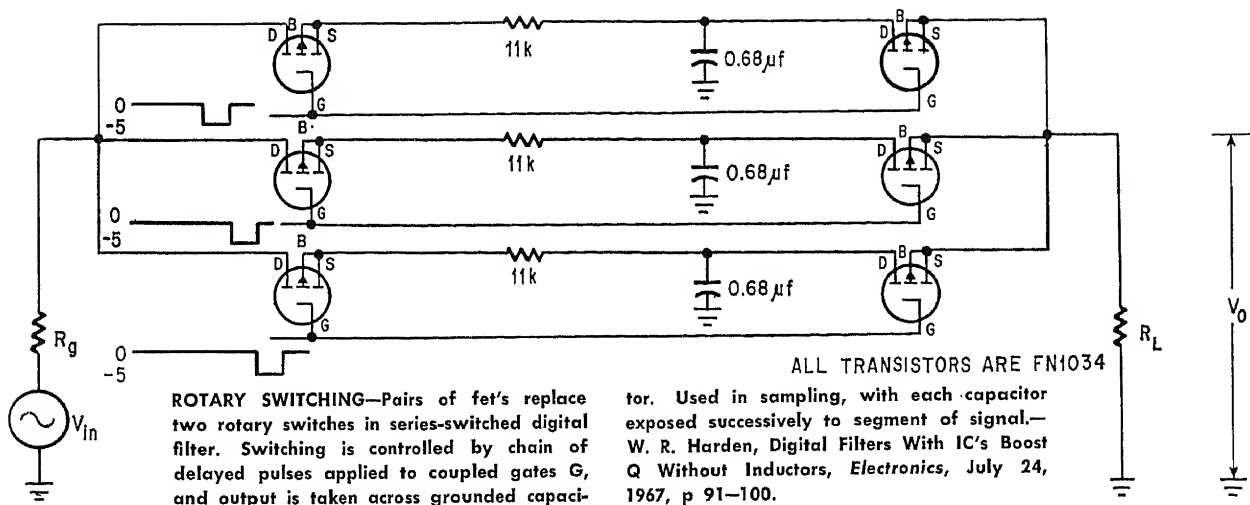 B
D
S
11k
0.68μf
G
B
D
S
G
0
-5
B
D
S
11k
0.68μf
G
B
D
S
G
0
-5
B
D
S
11k
0.68μf
G
B
D
S
G
0
-5
Rg
Vin
RL
Vo
ALL TRANSISTORS ARE FN1034
ROTARY SWITCHING—Pairs of fet's replace
two rotary switches in series-switched digital
filter. Switching is controlled by chain of
delayed pulses applied to coupled gates G,
and output is taken across grounded capaci-
tor. Used in sampling, with each capacitor
exposed successively to segment of signal.—
W. R. Harden, Digital Filters With IC's Boost
Q Without Inductors, Electronics, July 24,
1967, p 91–100.